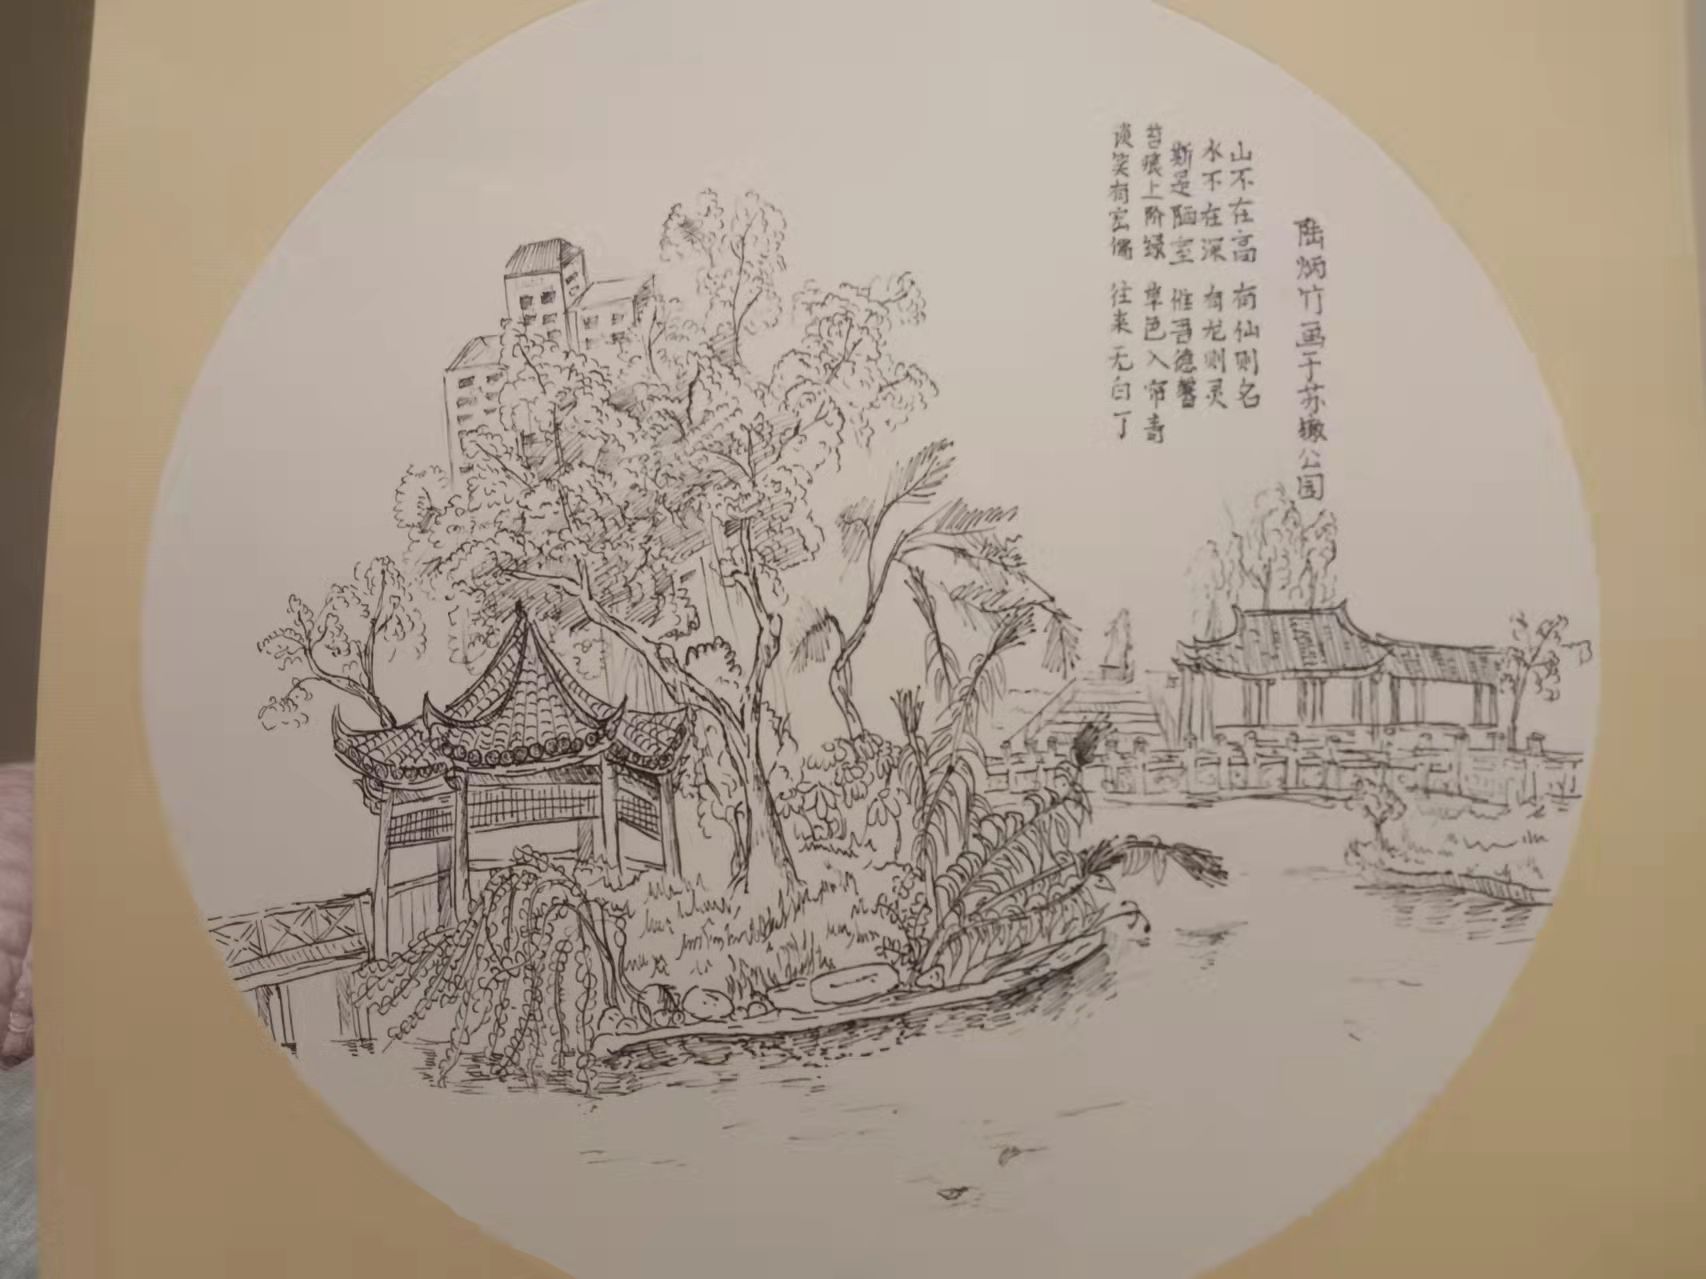 陆炳竹画于苏公园
山不在高 有仙则名
水不在深 有龙则灵
斯是陋室 惟吾德馨
苔痕上阶绿 草色入帘青
谈笑有宏儒 往来无白丁